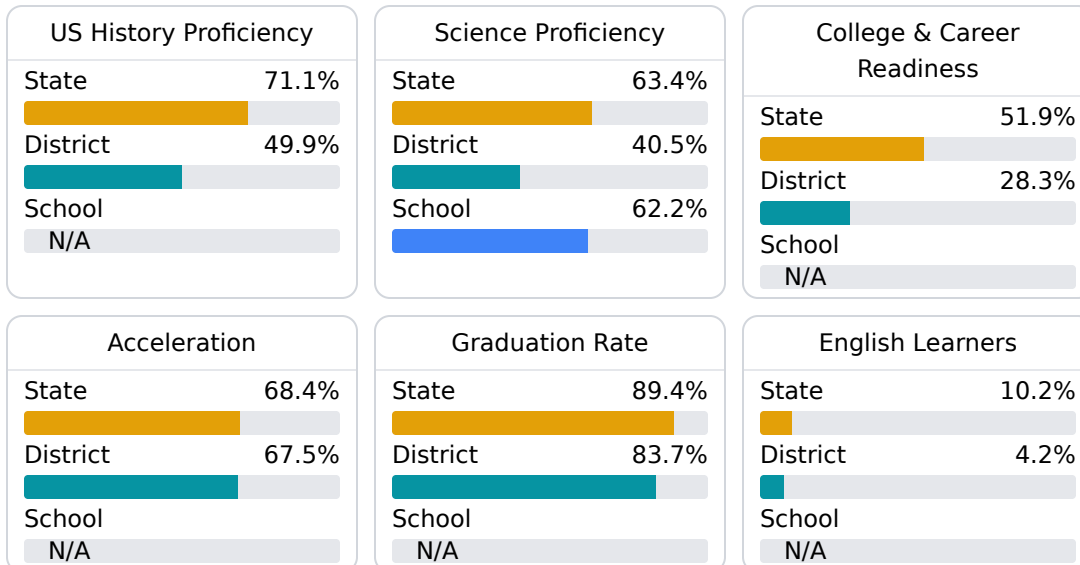 US History Proficiency
State 71.1%
District 49.9%
School
N/A
Science Proficiency
State 63.4%
District 40.5%
School 62.2%
College & Career
Readiness
State 51.9%
District 28.3%
School
N/A
Acceleration
State 68.4%
District 67.5%
School
N/A
Graduation Rate
State 89.4%
District 83.7%
School
N/A
English Learners
State 10.2%
District 4.2%
School
N/A